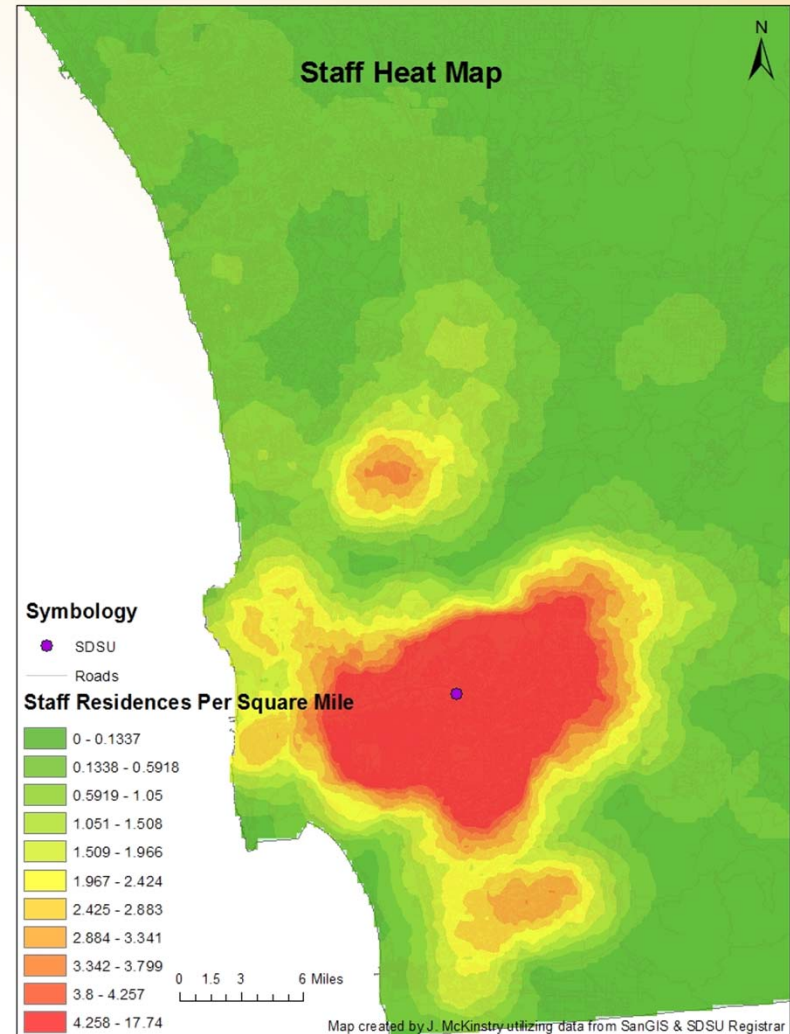 Staff Heat Map
N
Symbology
SDSU
Roads
Staff Residences Per Square Mile
0 - 0.1337
0.1338 - 0.5918
0.5919 - 1.05
1.051 - 1.508
1.509 - 1.966
1.967 - 2.424
2.425 - 2.883
2.884 - 3.341
3.342 - 3.799
3.8 - 4.257
4.258 - 17.74
0 1.5 3 6 Miles
Map created by J. McKinstry utilizing data from SanGIS & SDSU Registrar